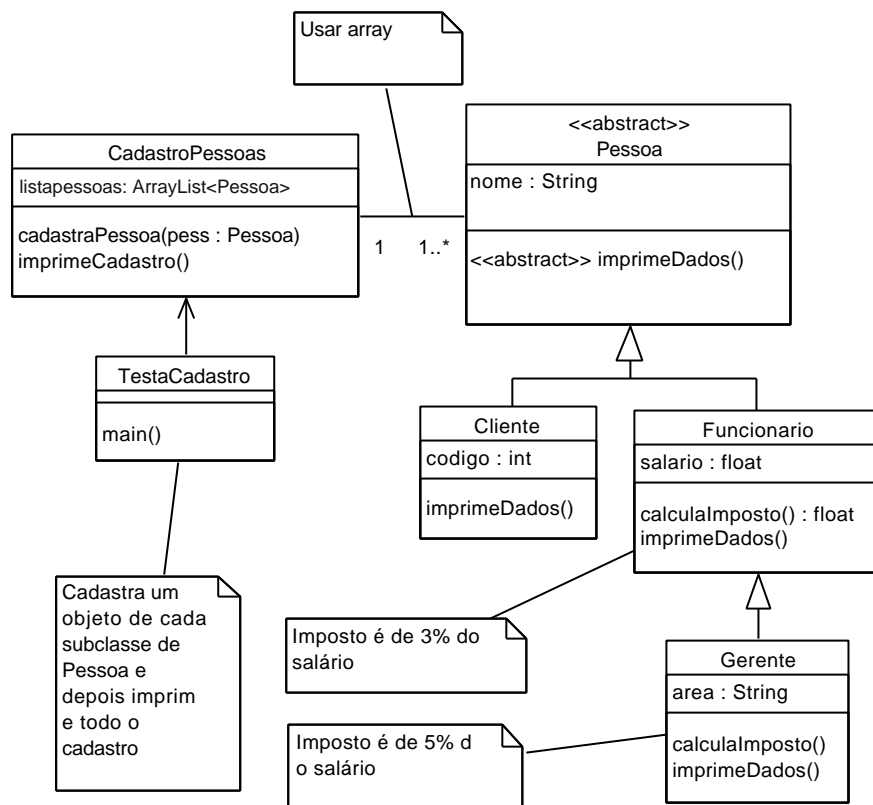 Usar array
<<abstract>>
Pessoa
nome : String
<<abstract>> imprimeDados()
CadastroPessoas
listapessoas: ArrayList<Pessoa>
cadastraPessoa(pess : Pessoa)
imprimeCadastro()
1
1..*
TestaCadastro
main()
Cliente
codigo : int
imprimeDados()
Funcionario
salario : float
calculaImposto() : float
imprimeDados()
Cadastra um
objeto de cada
subclasse de
Pessoa e
depois imprim
e todo o
cadastro
Imposto é de 3% do
salário
Gerente
area : String
calculaImposto()
imprimeDados()
Imposto é de 5% d
o salário